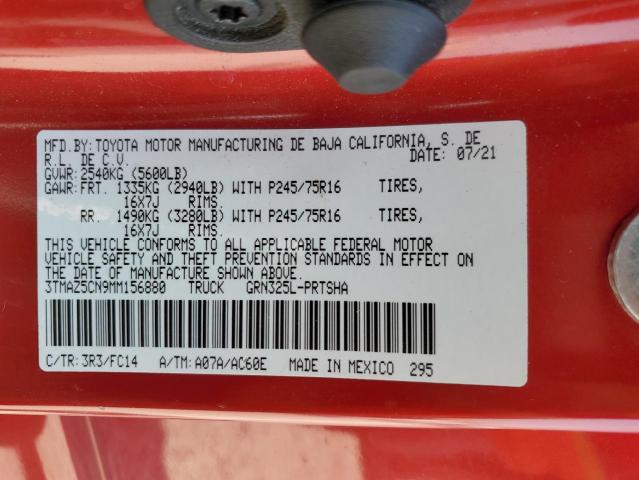 MFD.BY:TOYOTA MOTOR MANUFACTURING DE BAJA CALIFORNIA, S. DE
R.L. DE C.V. DATE: 07/21
GVWR:2540KG (5600LB)
GAWR:FRT. 1335KG (2940LB) WITH P245/75R16 TIRES,
16X7J RIMS.
RR. 1490KG (3280LB) WITH P245/75R16 TIRES,
16X7J RIMS.
THIS VEHICLE CONFORMS TO ALL APPLICABLE FEDERAL MOTOR
VEHICLE SAFETY AND THEFT PREVENTION STANDARDS IN EFFECT ON
THE DATE OF MANUFACTURE SHOWN ABOVE.
3TMAZ5CN9MM156880 TRUCK GRN325L-PRTSHA
C/TR:3R3/FC14 A/TM:A07A/AC60E MADE IN MEXICO 295